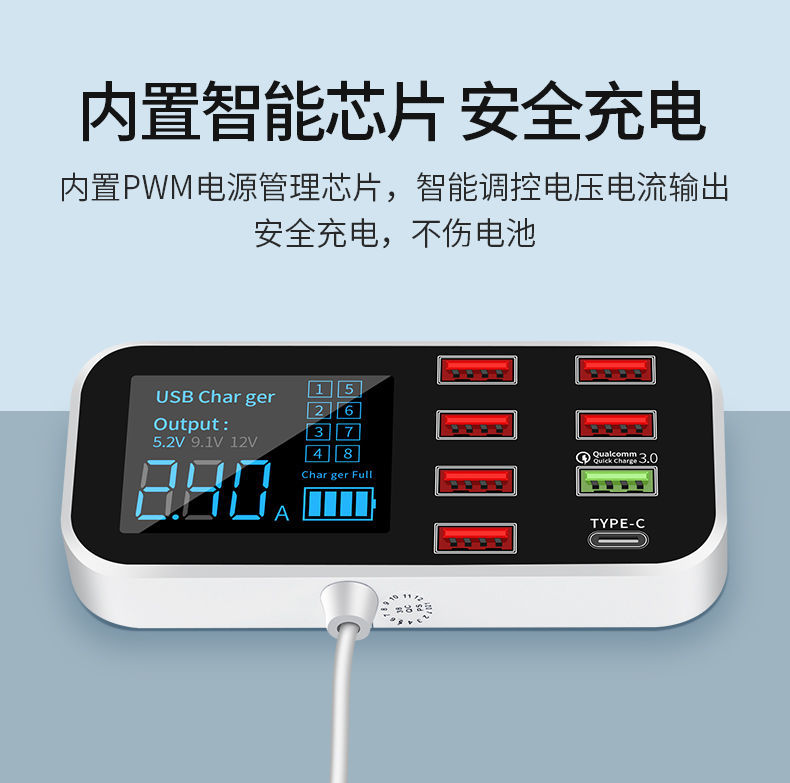 内置智能芯片 安全充电
内置PWM电源管理芯片，智能调控电压电流输出
安全充电，不伤电池
USB Char ger
Output :
5.2V 9.1V 12V
2.40 A
1 5
2 6
3 7
4 8
Char ger Full
Qualcomm
Quick Charge 3.0
TYPE-C